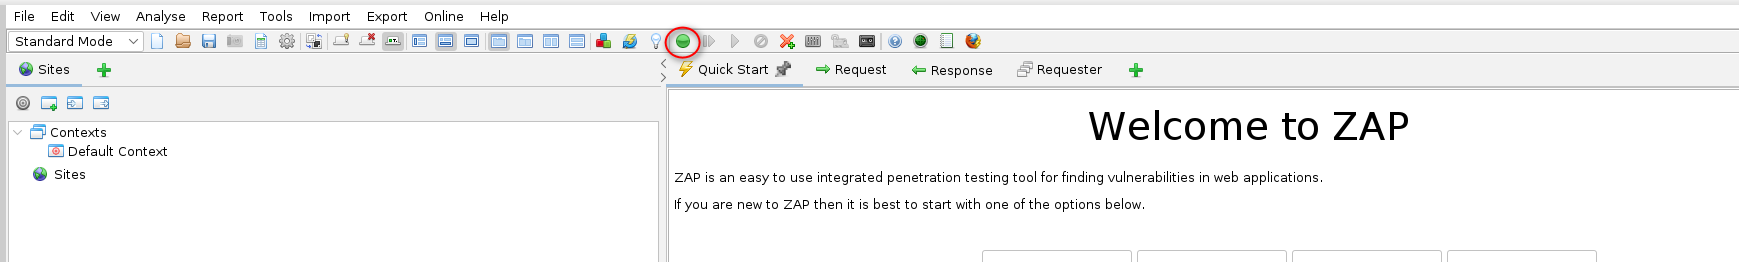 File Edit View Analyse Report Tools Import Export Online Help
Standard Mode
Sites
Quick Start Request Response Requester
Contexts
Default Context
Sites
Welcome to ZAP
ZAP is an easy to use integrated penetration testing tool for finding vulnerabilities in web applications.
If you are new to ZAP then it is best to start with one of the options below.